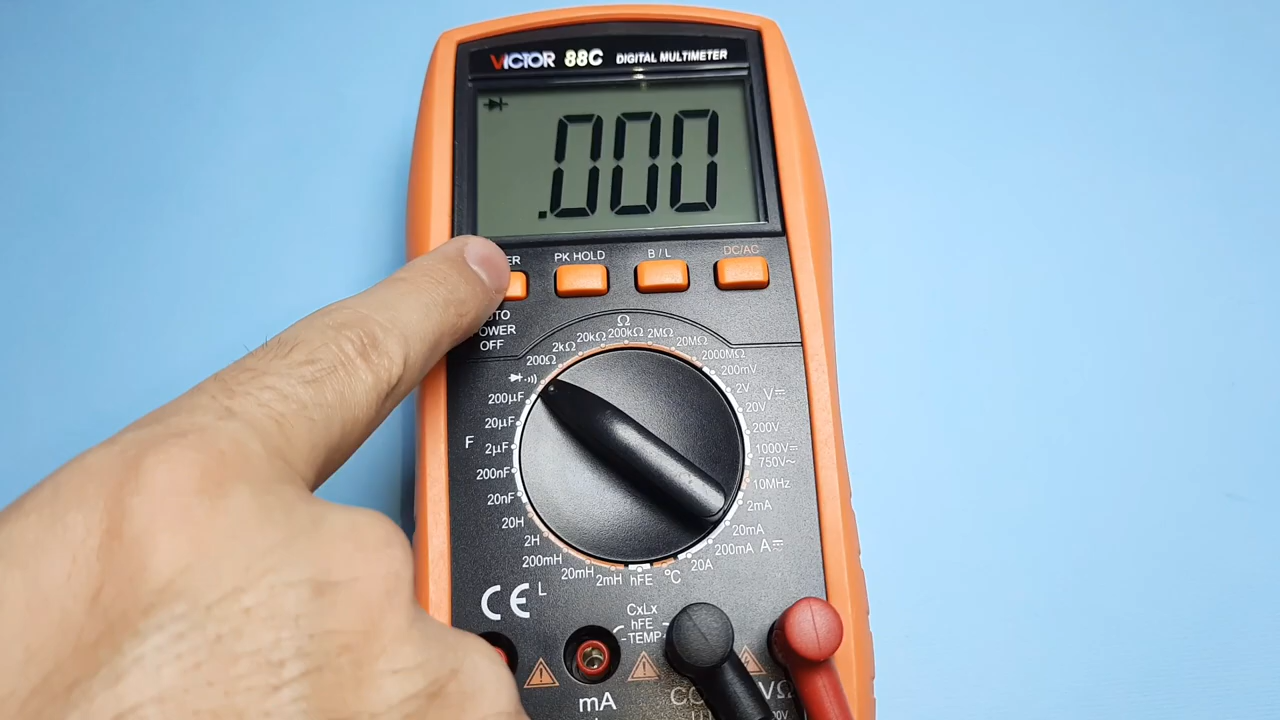 VICTOR 88C DIGITAL MULTIMETER
.000
PK HOLD
B / L
DC/AC
POWER
OFF
Ω
200Ω
2kΩ
20kΩ
200kΩ
2MΩ
20MΩ
2000MΩ
200mV
2V
20V
200V
1000V
750V~
V
10MHz
2mA
20mA
200mA
20A
A
°C
hFE
2mH
20mH
200mH
2H
20H
L
20nF
200nF
2μF
20μF
200μF
F
CE
CxLx
hFE
TEMP
mA
VΩ